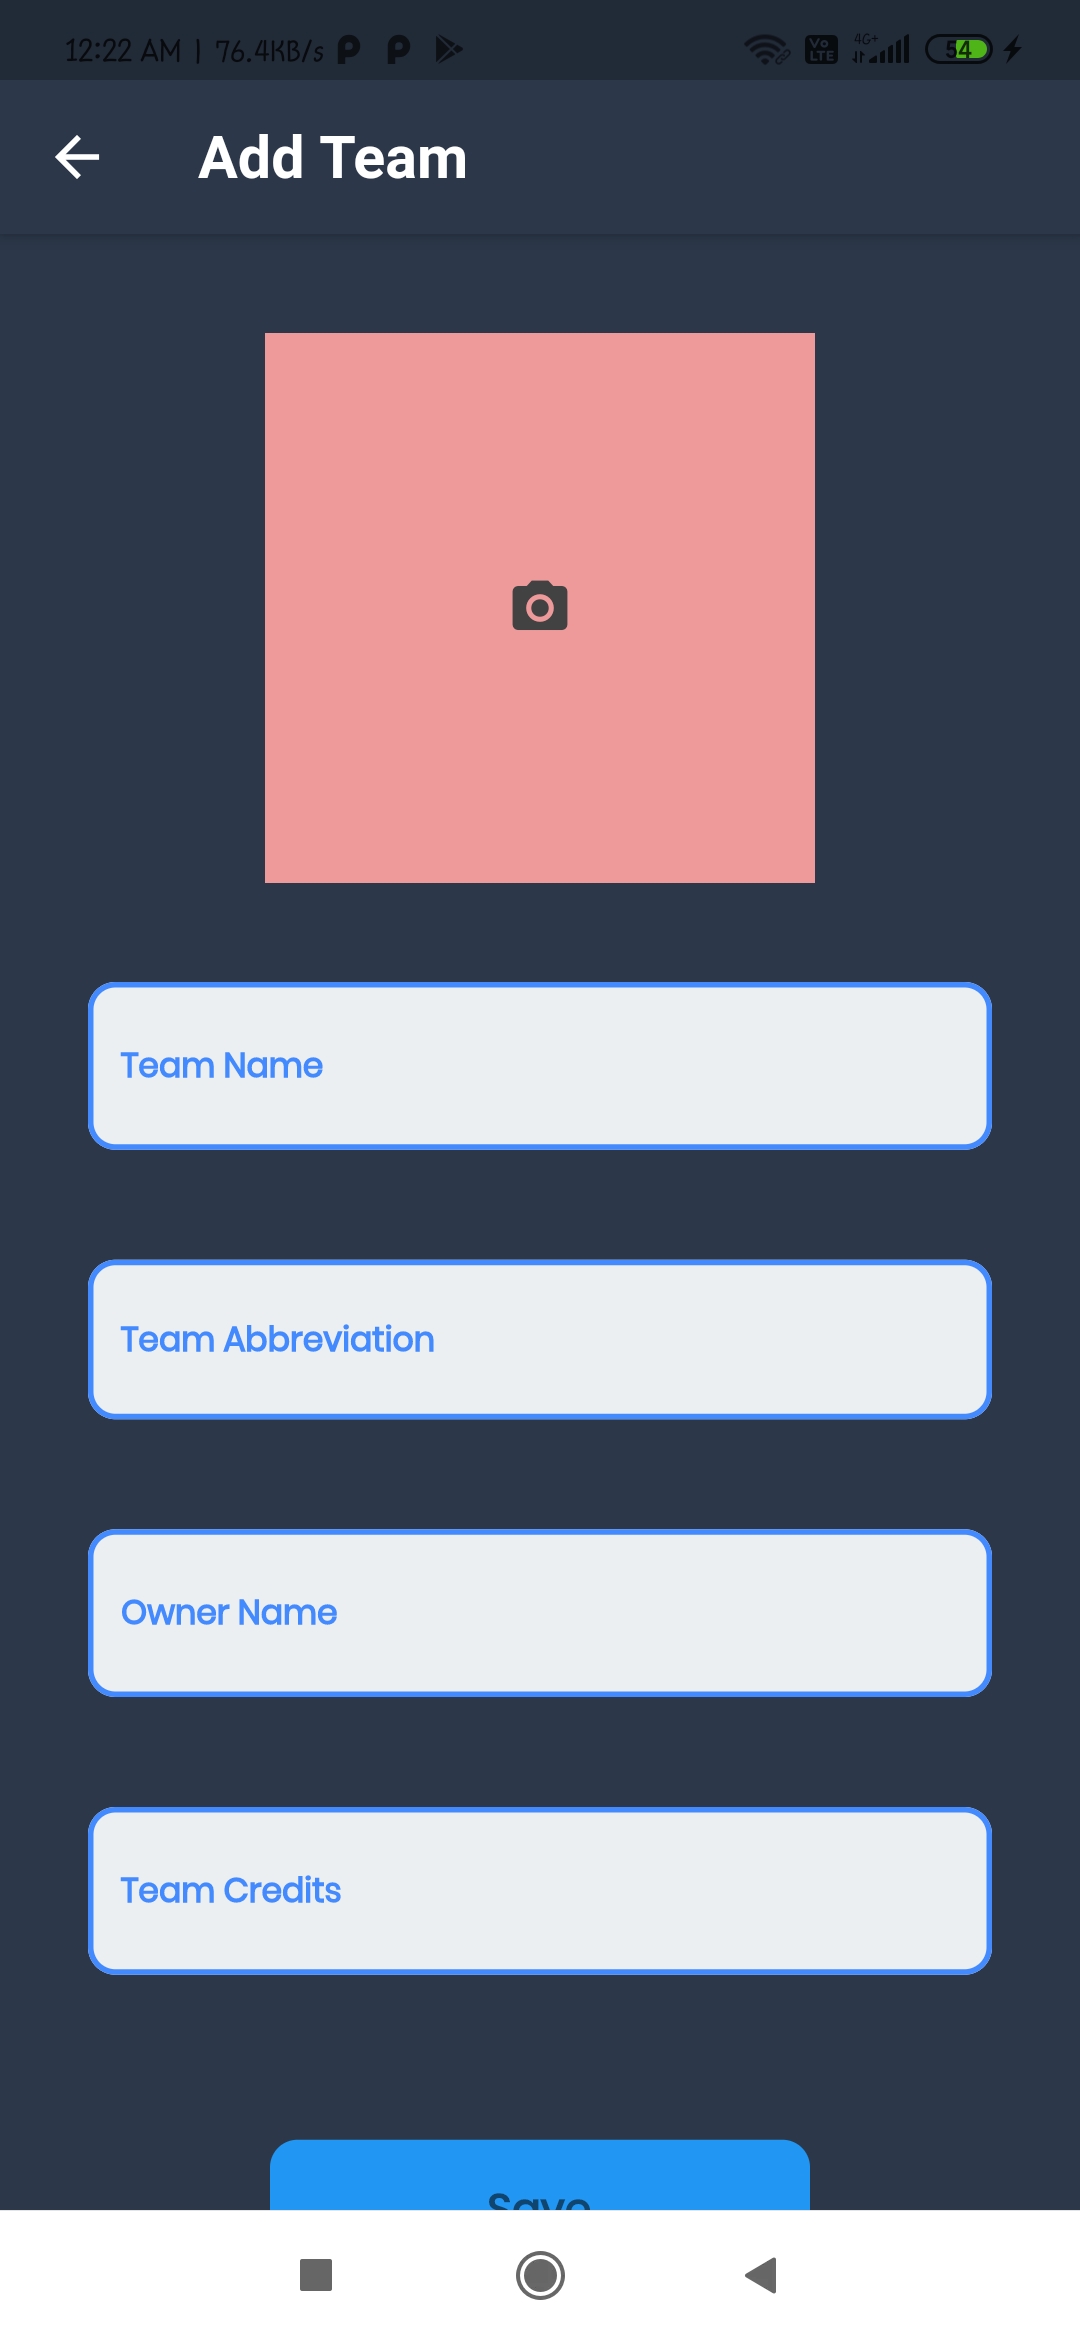 12:22 AM | 76.4KB/s
Vo LTE 4G+ 54
Add Team
Team Name
Team Abbreviation
Owner Name
Team Credits
Save